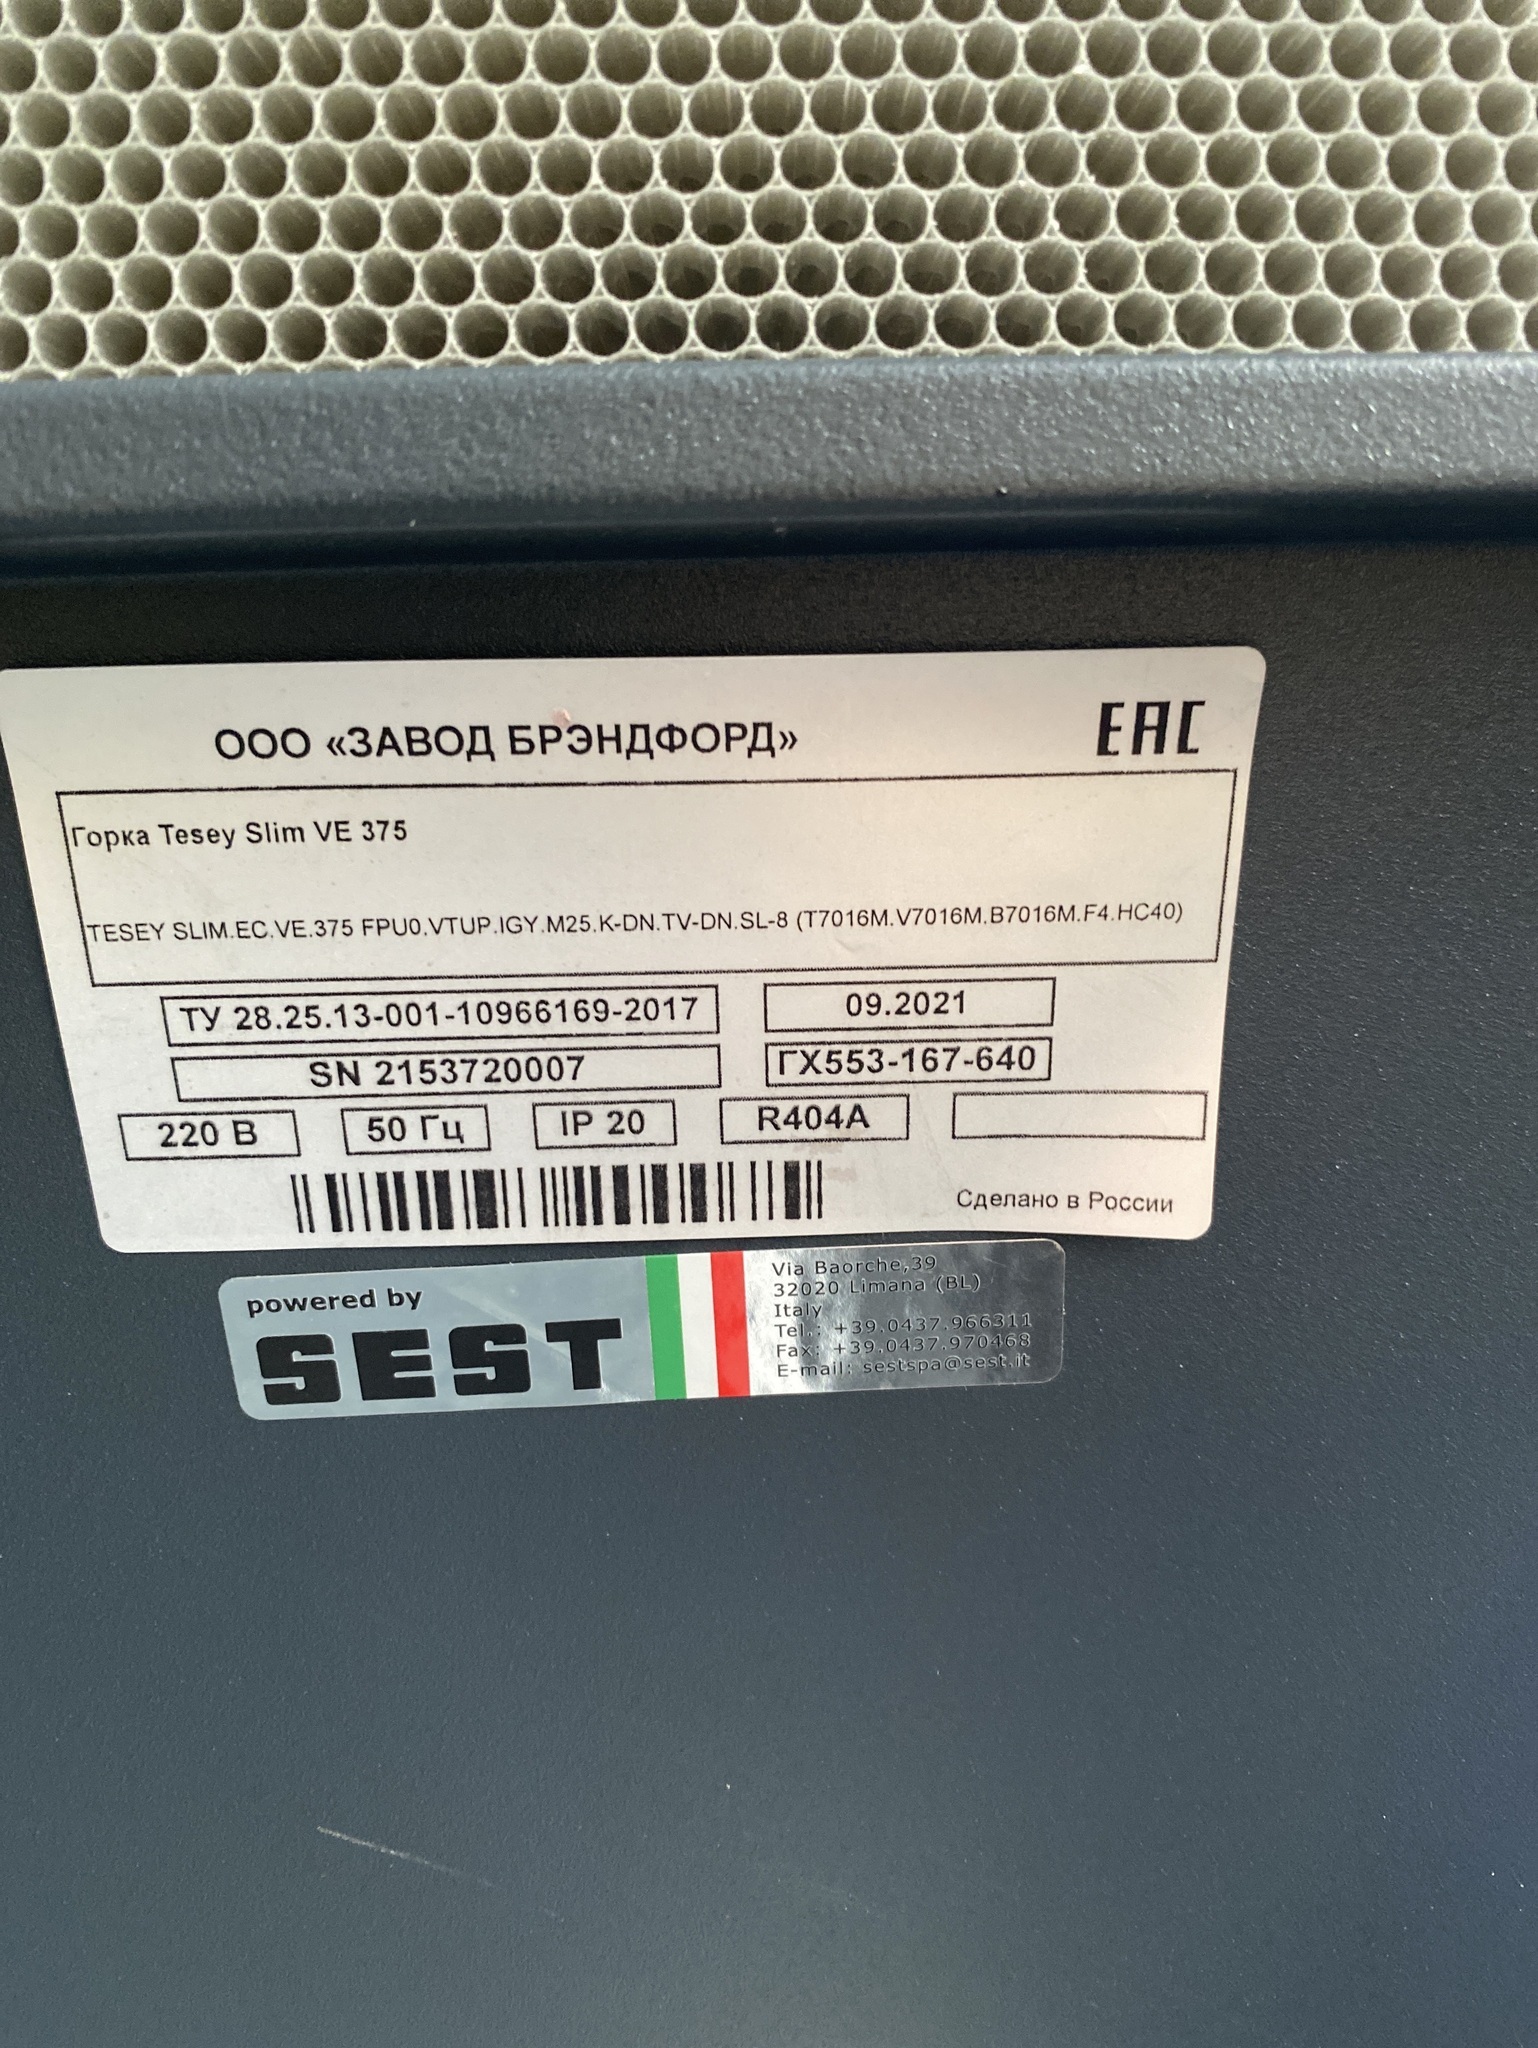 ООО «ЗАВОД БРЭНДФОРД»
EAC
Горка Tesey Slim VE 375
TESEY SLIM.EC.VE.375 FPU0.VTUP.IGY.M25.K-DN.TV-DN.SL-8 (T7016M.V7016M.B7016M.F4.HC40)
ТУ 28.25.13-001-10966169-2017
09.2021
SN 2153720007
ГХ553-167-640
220 В
50 Гц
IP 20
R404A
Сделано в России
powered by
SEST
Via Baorche,39
32020 Limana (BL)
Italy
Tel.: +39.0437.966311
Fax: +39.0437.970468
E-mail: sestspa@sest.it